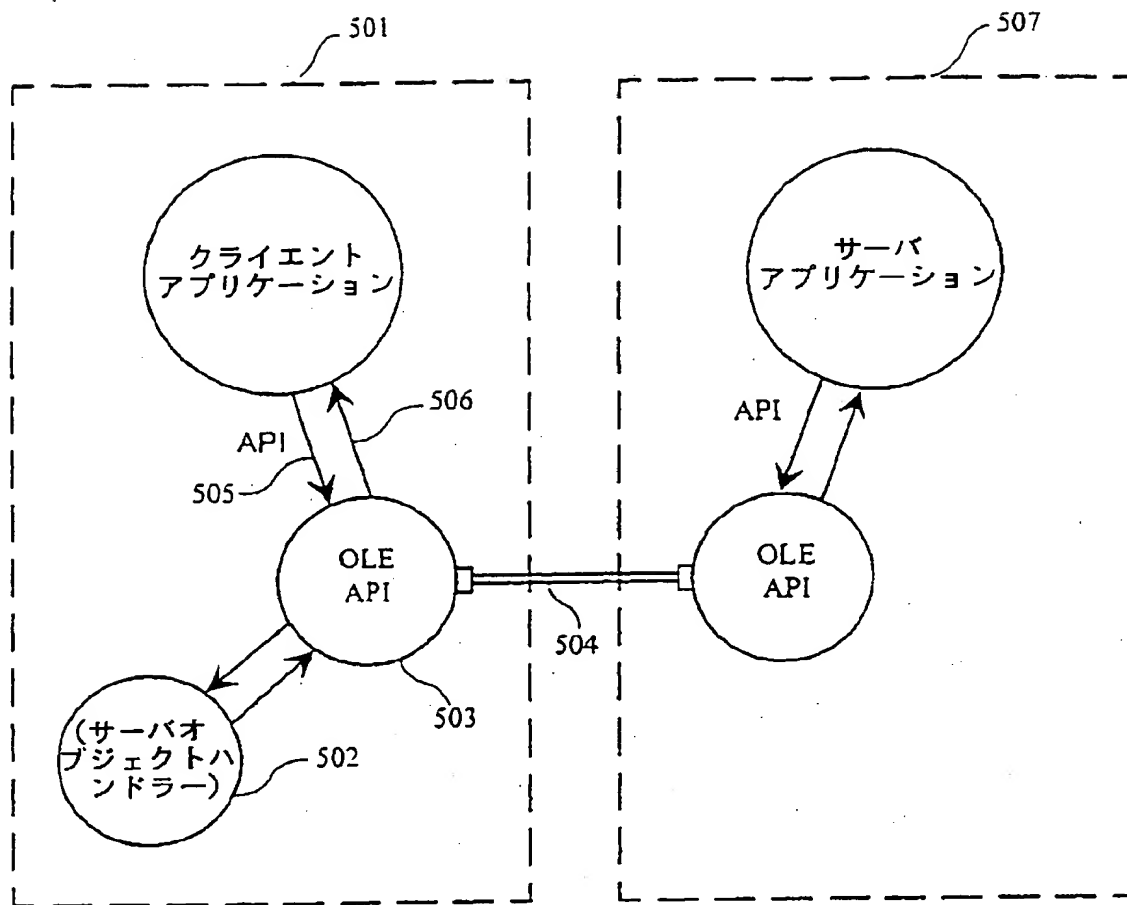 501
507
クライエント
アプリケーション
サーバ
アプリケーション
506
API
505
API
OLE
API
OLE
API
504
503
(サーバオ
ブジェクトハ
ンドラー)
502